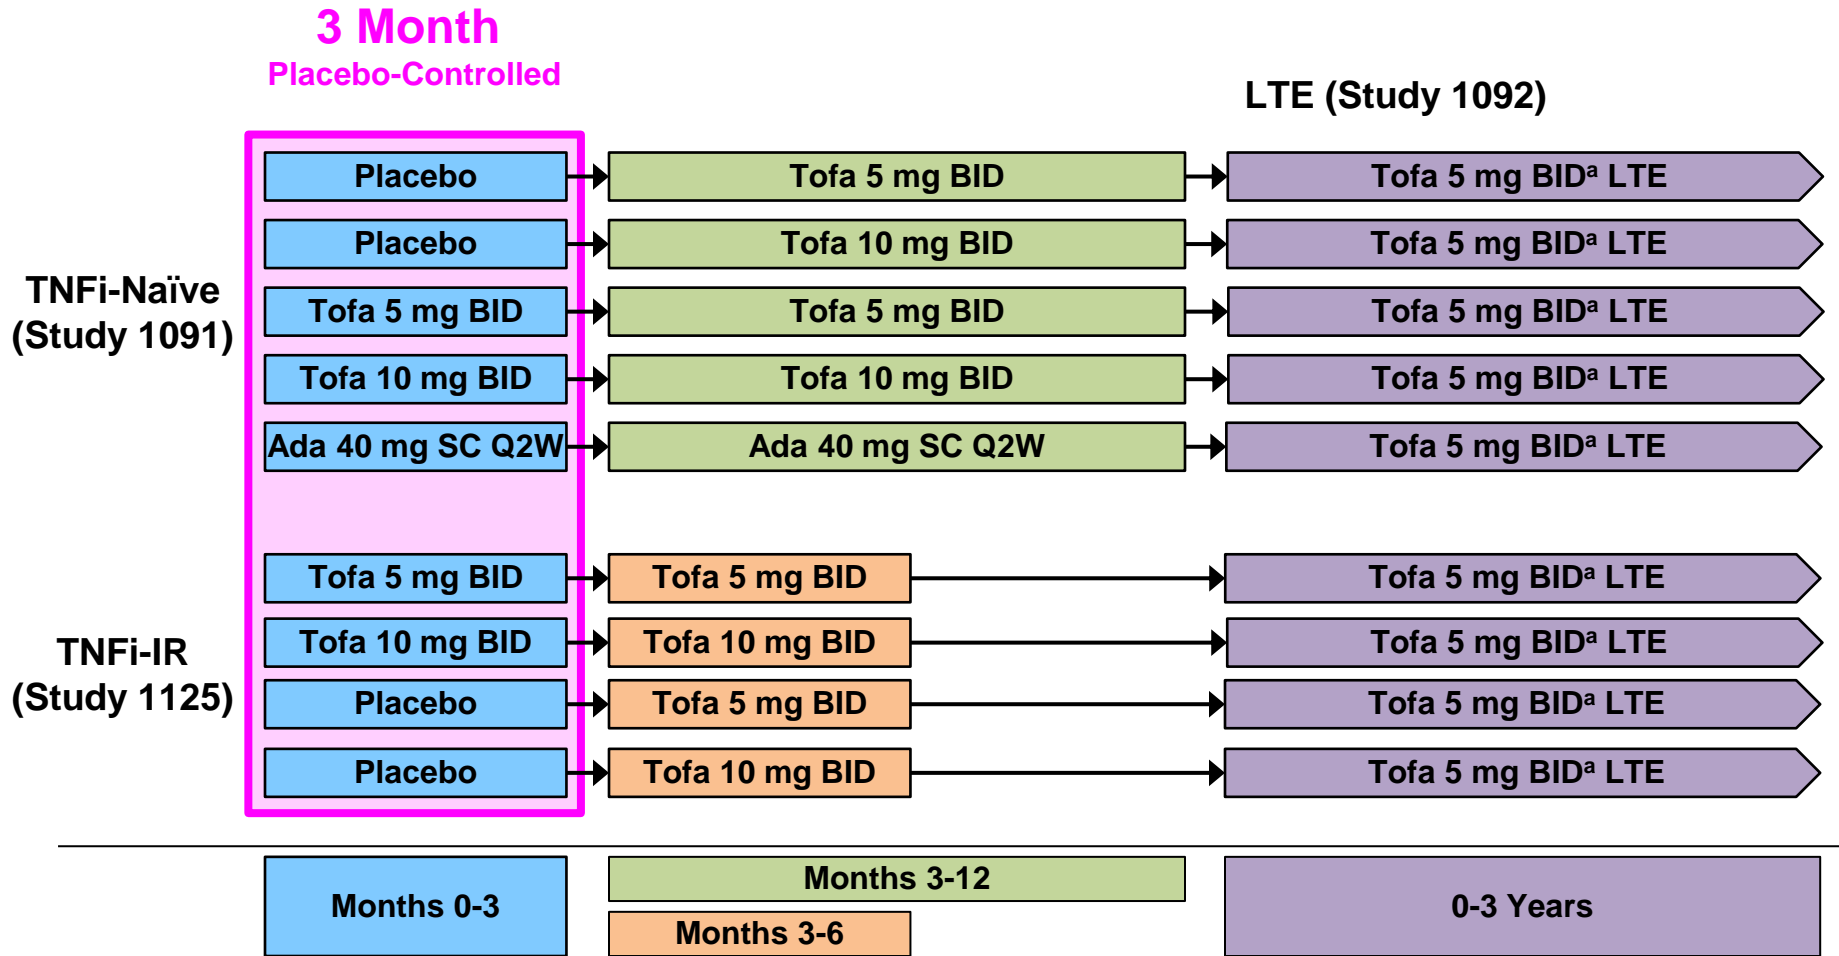 3 Month
Placebo-Controlled
LTE (Study 1092)
TNFi-Naïve
(Study 1091)
Placebo
Tofa 5 mg BID
Tofa 5 mg BIDᵃ LTE
Placebo
Tofa 10 mg BID
Tofa 5 mg BIDᵃ LTE
Tofa 5 mg BID
Tofa 5 mg BID
Tofa 5 mg BIDᵃ LTE
Tofa 10 mg BID
Tofa 10 mg BID
Tofa 5 mg BIDᵃ LTE
Ada 40 mg SC Q2W
Ada 40 mg SC Q2W
Tofa 5 mg BIDᵃ LTE
TNFi-IR
(Study 1125)
Tofa 5 mg BID
Tofa 5 mg BID
Tofa 5 mg BIDᵃ LTE
Tofa 10 mg BID
Tofa 10 mg BID
Tofa 5 mg BIDᵃ LTE
Placebo
Tofa 5 mg BID
Tofa 5 mg BIDᵃ LTE
Placebo
Tofa 10 mg BID
Tofa 5 mg BIDᵃ LTE
Months 0-3
Months 3-12
Months 3-6
0-3 Years